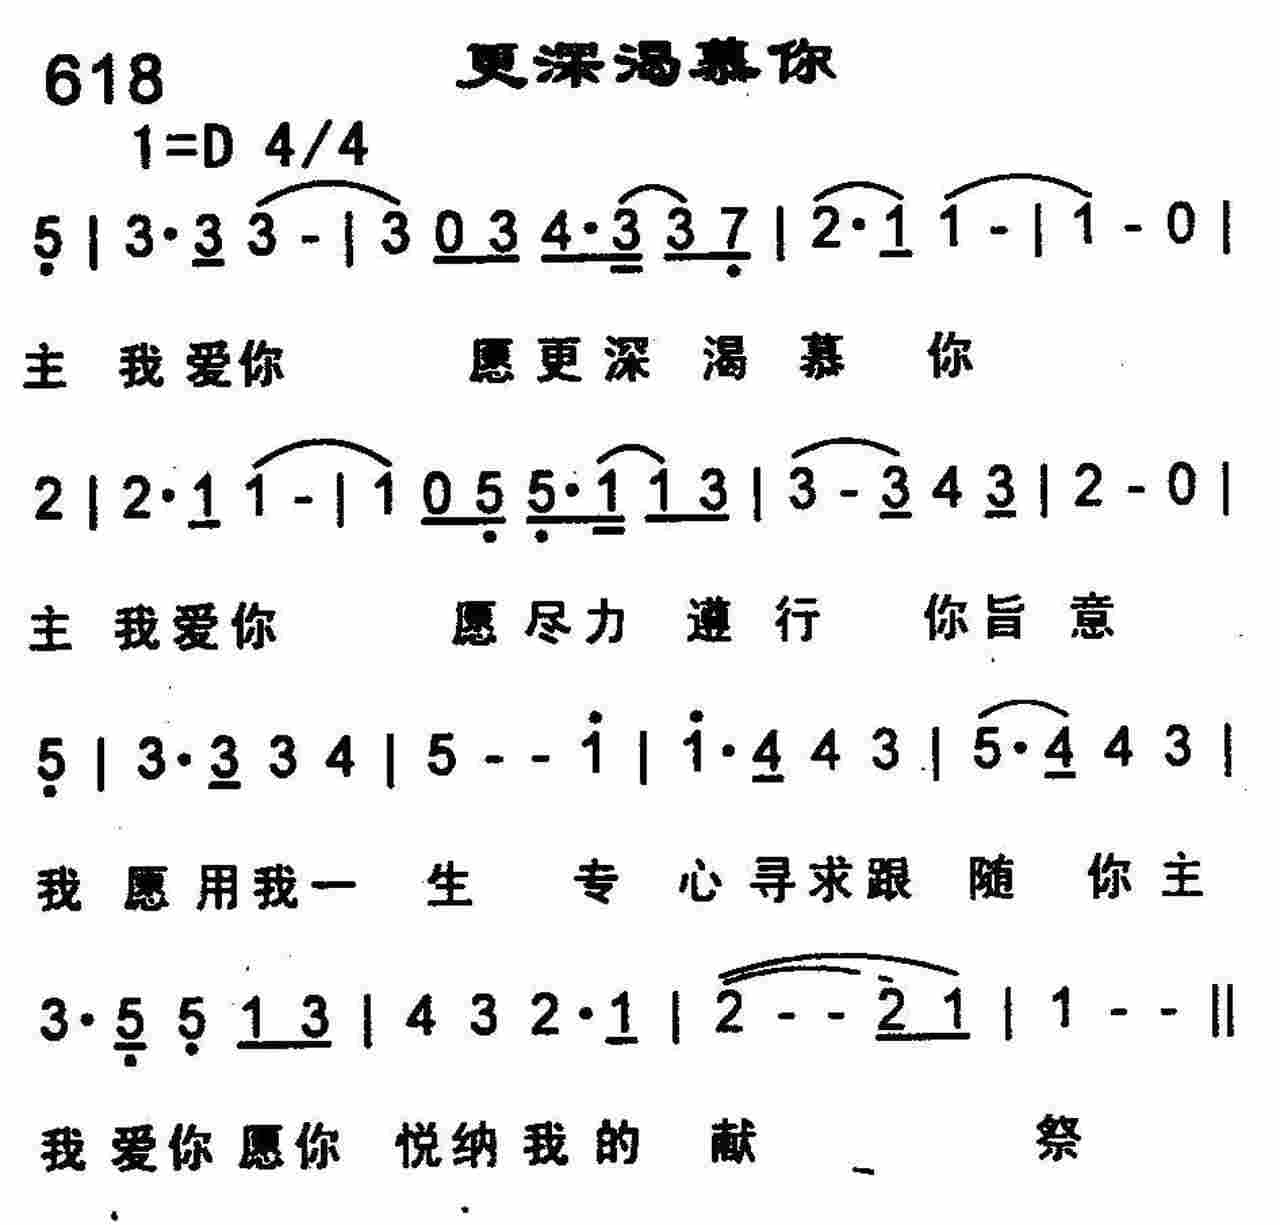 618 更深渴慕你
1=D 4/4
5 | 3·3 3 - | 3 0 3 4·3 3 7 | 2·1 1 - | 1 - 0 |
主 我爱你 愿更深渴慕你
2 | 2·1 1 - | 1 0 5 5·1 1 3 | 3 - 3 4 3 | 2 - 0 |
主 我爱你 愿尽力遵行你旨意
5 | 3·3 3 4 | 5 - - 1 | 1·4 4 3 | 5·4 4 3 |
我愿用我一生专心寻求跟随你主
3·5 5 1 3 | 4 3 2·1 | 2 - - 2 1 | 1 - - ||
我爱你愿你悦纳我的献祭